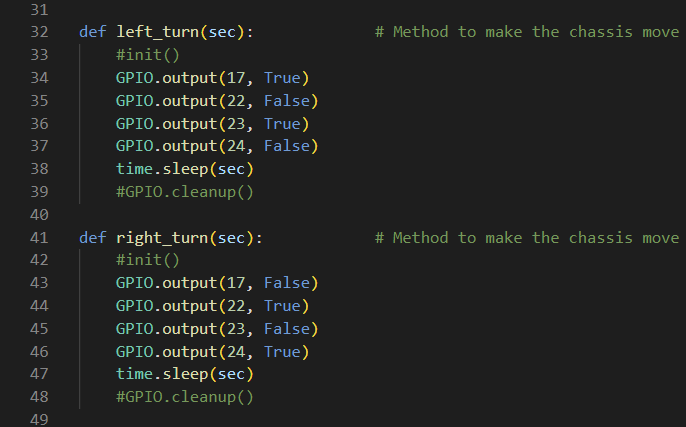 31
32 def left_turn(sec): # Method to make the chassis move
33 #init()
34 GPIO.output(17, True)
35 GPIO.output(22, False)
36 GPIO.output(23, True)
37 GPIO.output(24, False)
38 time.sleep(sec)
39 #GPIO.cleanup()
40
41 def right_turn(sec): # Method to make the chassis move
42 #init()
43 GPIO.output(17, False)
44 GPIO.output(22, True)
45 GPIO.output(23, False)
46 GPIO.output(24, True)
47 time.sleep(sec)
48 #GPIO.cleanup()
49